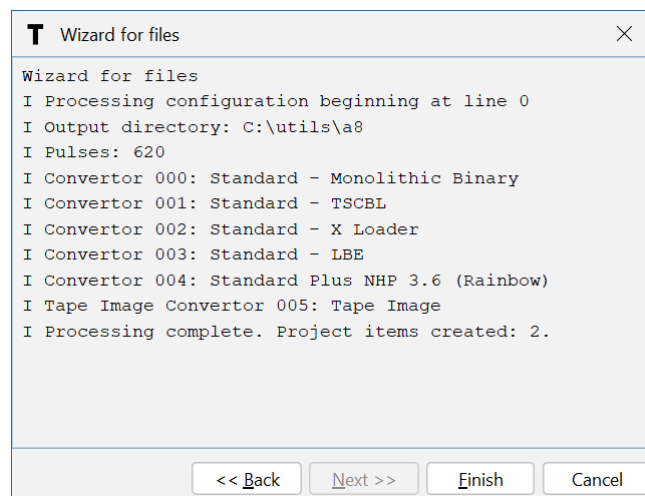 T Wizard for files
Wizard for files
I Processing configuration beginning at line 0
I Output directory: C:\utils\a8
I Pulses: 620
I Convertor 000: Standard - Monolithic Binary
I Convertor 001: Standard - TSCBL
I Convertor 002: Standard - X Loader
I Convertor 003: Standard - LBE
I Convertor 004: Standard Plus NHP 3.6 (Rainbow)
I Tape Image Convertor 005: Tape Image
I Processing complete. Project items created: 2.
<< Back Next >> Finish Cancel